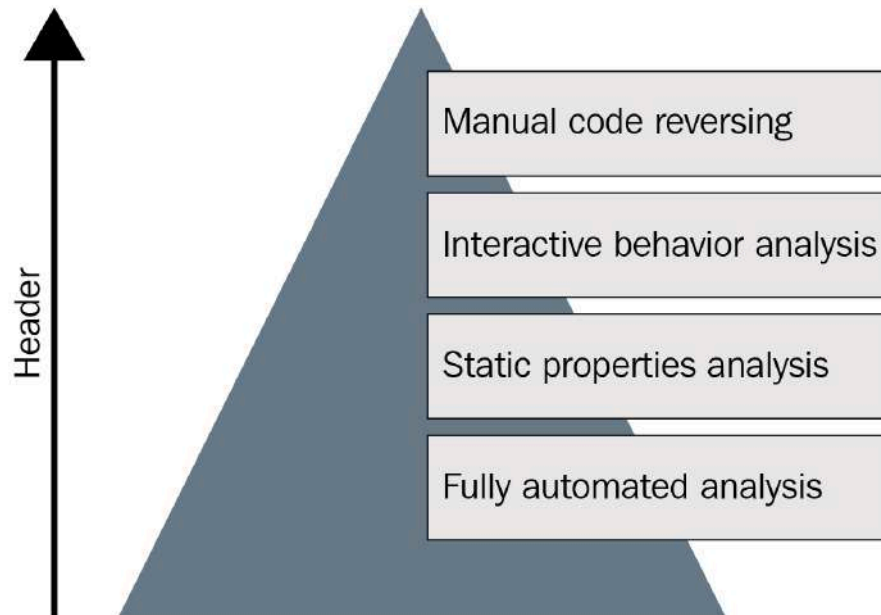 Header
Manual code reversing
Interactive behavior analysis
Static properties analysis
Fully automated analysis